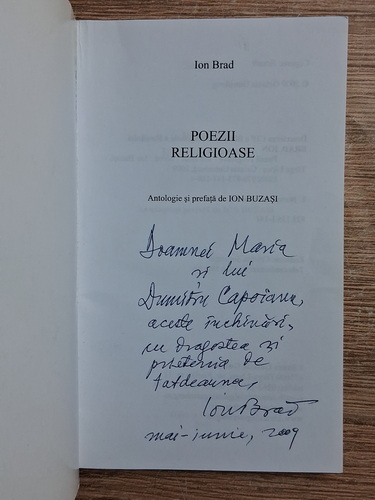 Ion Brad
POEZII
RELIGIOASE
Antologie și prefață de ION BUZAȘI
Doamnei Maria
și lui
Dumitru Capoianu,
aceste închinări,
cu dragostea și
prietenia de
totdeauna,
Ion Brad
mai-iunie, 2009